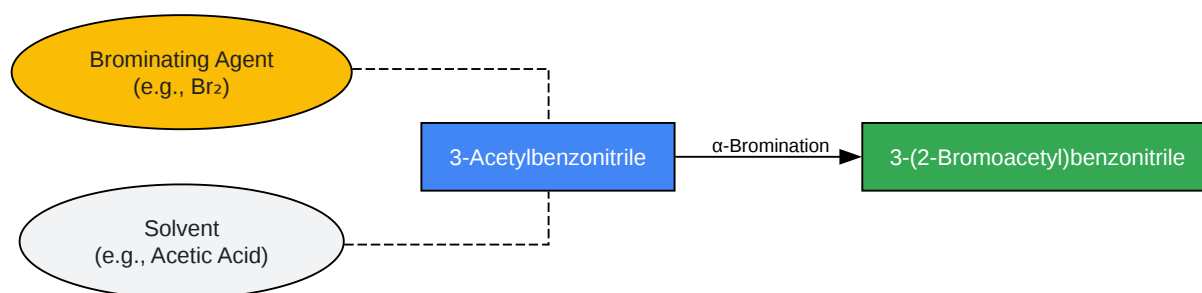 Brominating Agent
(e.g., Br₂)
3-Acetylbenzonitrile
α-Bromination
3-(2-Bromoacetyl)benzonitrile
Solvent
(e.g., Acetic Acid)